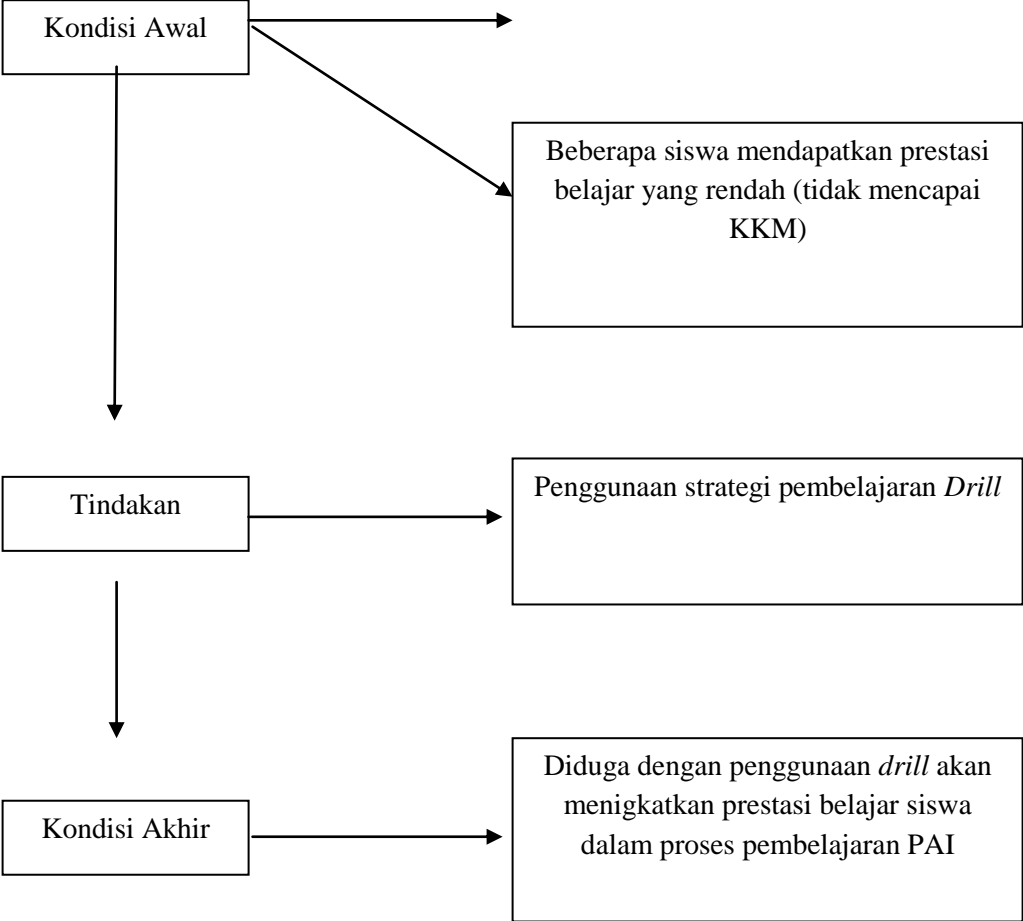 Kondisi Awal
Beberapa siswa mendapatkan prestasi
belajar yang rendah (tidak mencapai
KKM)
Tindakan
Penggunaan strategi pembelajaran Drill
Kondisi Akhir
Diduga dengan penggunaan drill akan
menigkatkan prestasi belajar siswa
dalam proses pembelajaran PAI